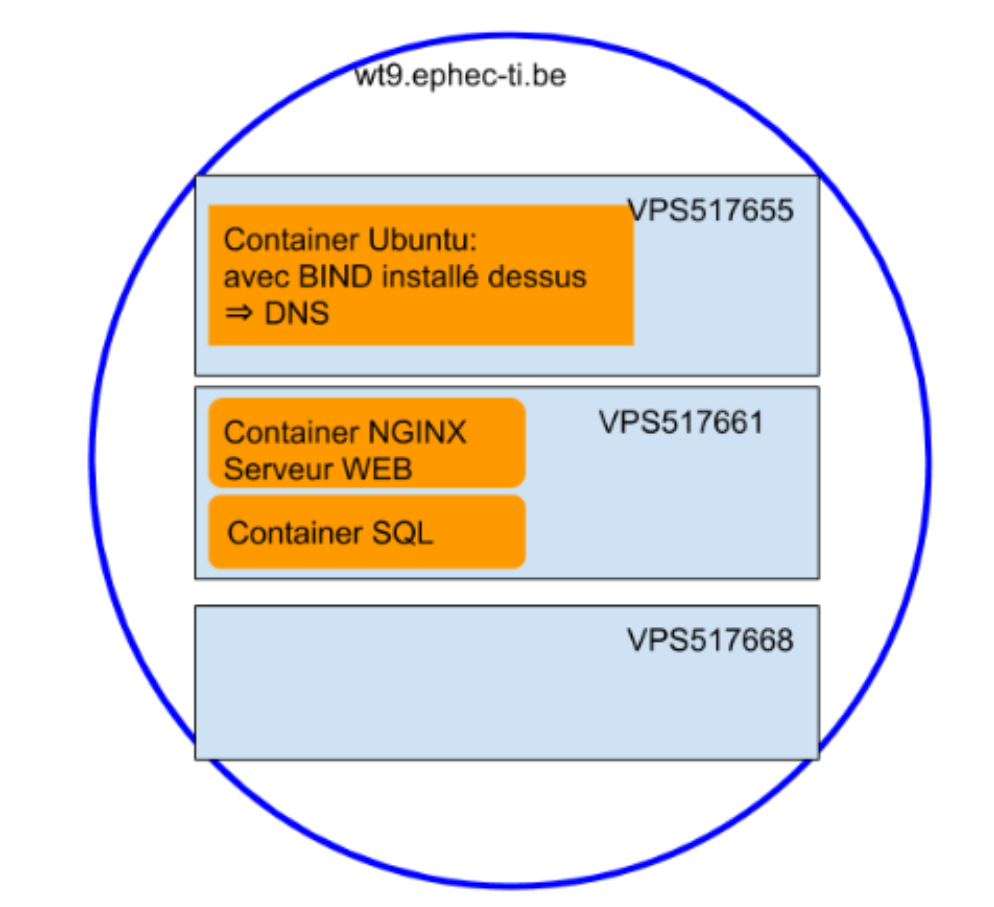 wt9.ephec-ti.be
VPS517655
Container Ubuntu:
avec BIND installé dessus
⇒ DNS
Container NGINX
Serveur WEB
VPS517661
Container SQL
VPS517668